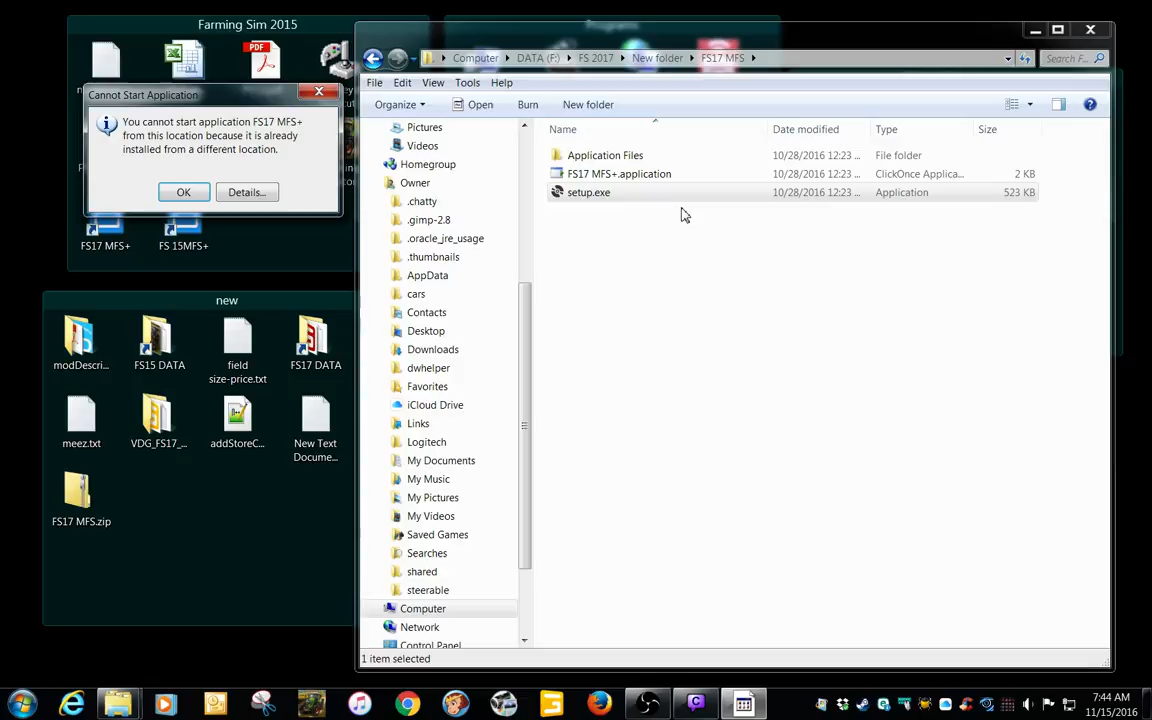 Farming Sim 2015
Programs
Cannot Start Application
You cannot start application FS17 MFS+
from this location because it is already
installed from a different location.
OK
Details...
FS17 MFS+
FS 15MFS+
new
modDescri...
FS15 DATA
field
size-price.txt
FS17 DATA
meez.txt
VDG_FS17_...
addStoreC...
New Text
Docume...
FS17 MFS.zip
Computer
DATA (F:)
FS 2017
New folder
FS17 MFS
Search F...
File
Edit
View
Tools
Help
Organize
Open
Burn
New folder
Name
Date modified
Type
Size
Application Files
10/28/2016 12:23 ...
File folder
FS17 MFS+.application
10/28/2016 12:23 ...
ClickOnce Applica...
2 KB
setup.exe
10/28/2016 12:23 ...
Application
523 KB
Pictures
Videos
Homegroup
Owner
.chatty
.gimp-2.8
.oracle_jre_usage
.thumbnails
AppData
cars
Contacts
Desktop
Downloads
dwhelper
Favorites
iCloud Drive
Links
Logitech
My Documents
My Music
My Pictures
My Videos
Saved Games
Searches
shared
steerable
Computer
Network
Control Panel
1 item selected
7:44 AM
11/15/2016